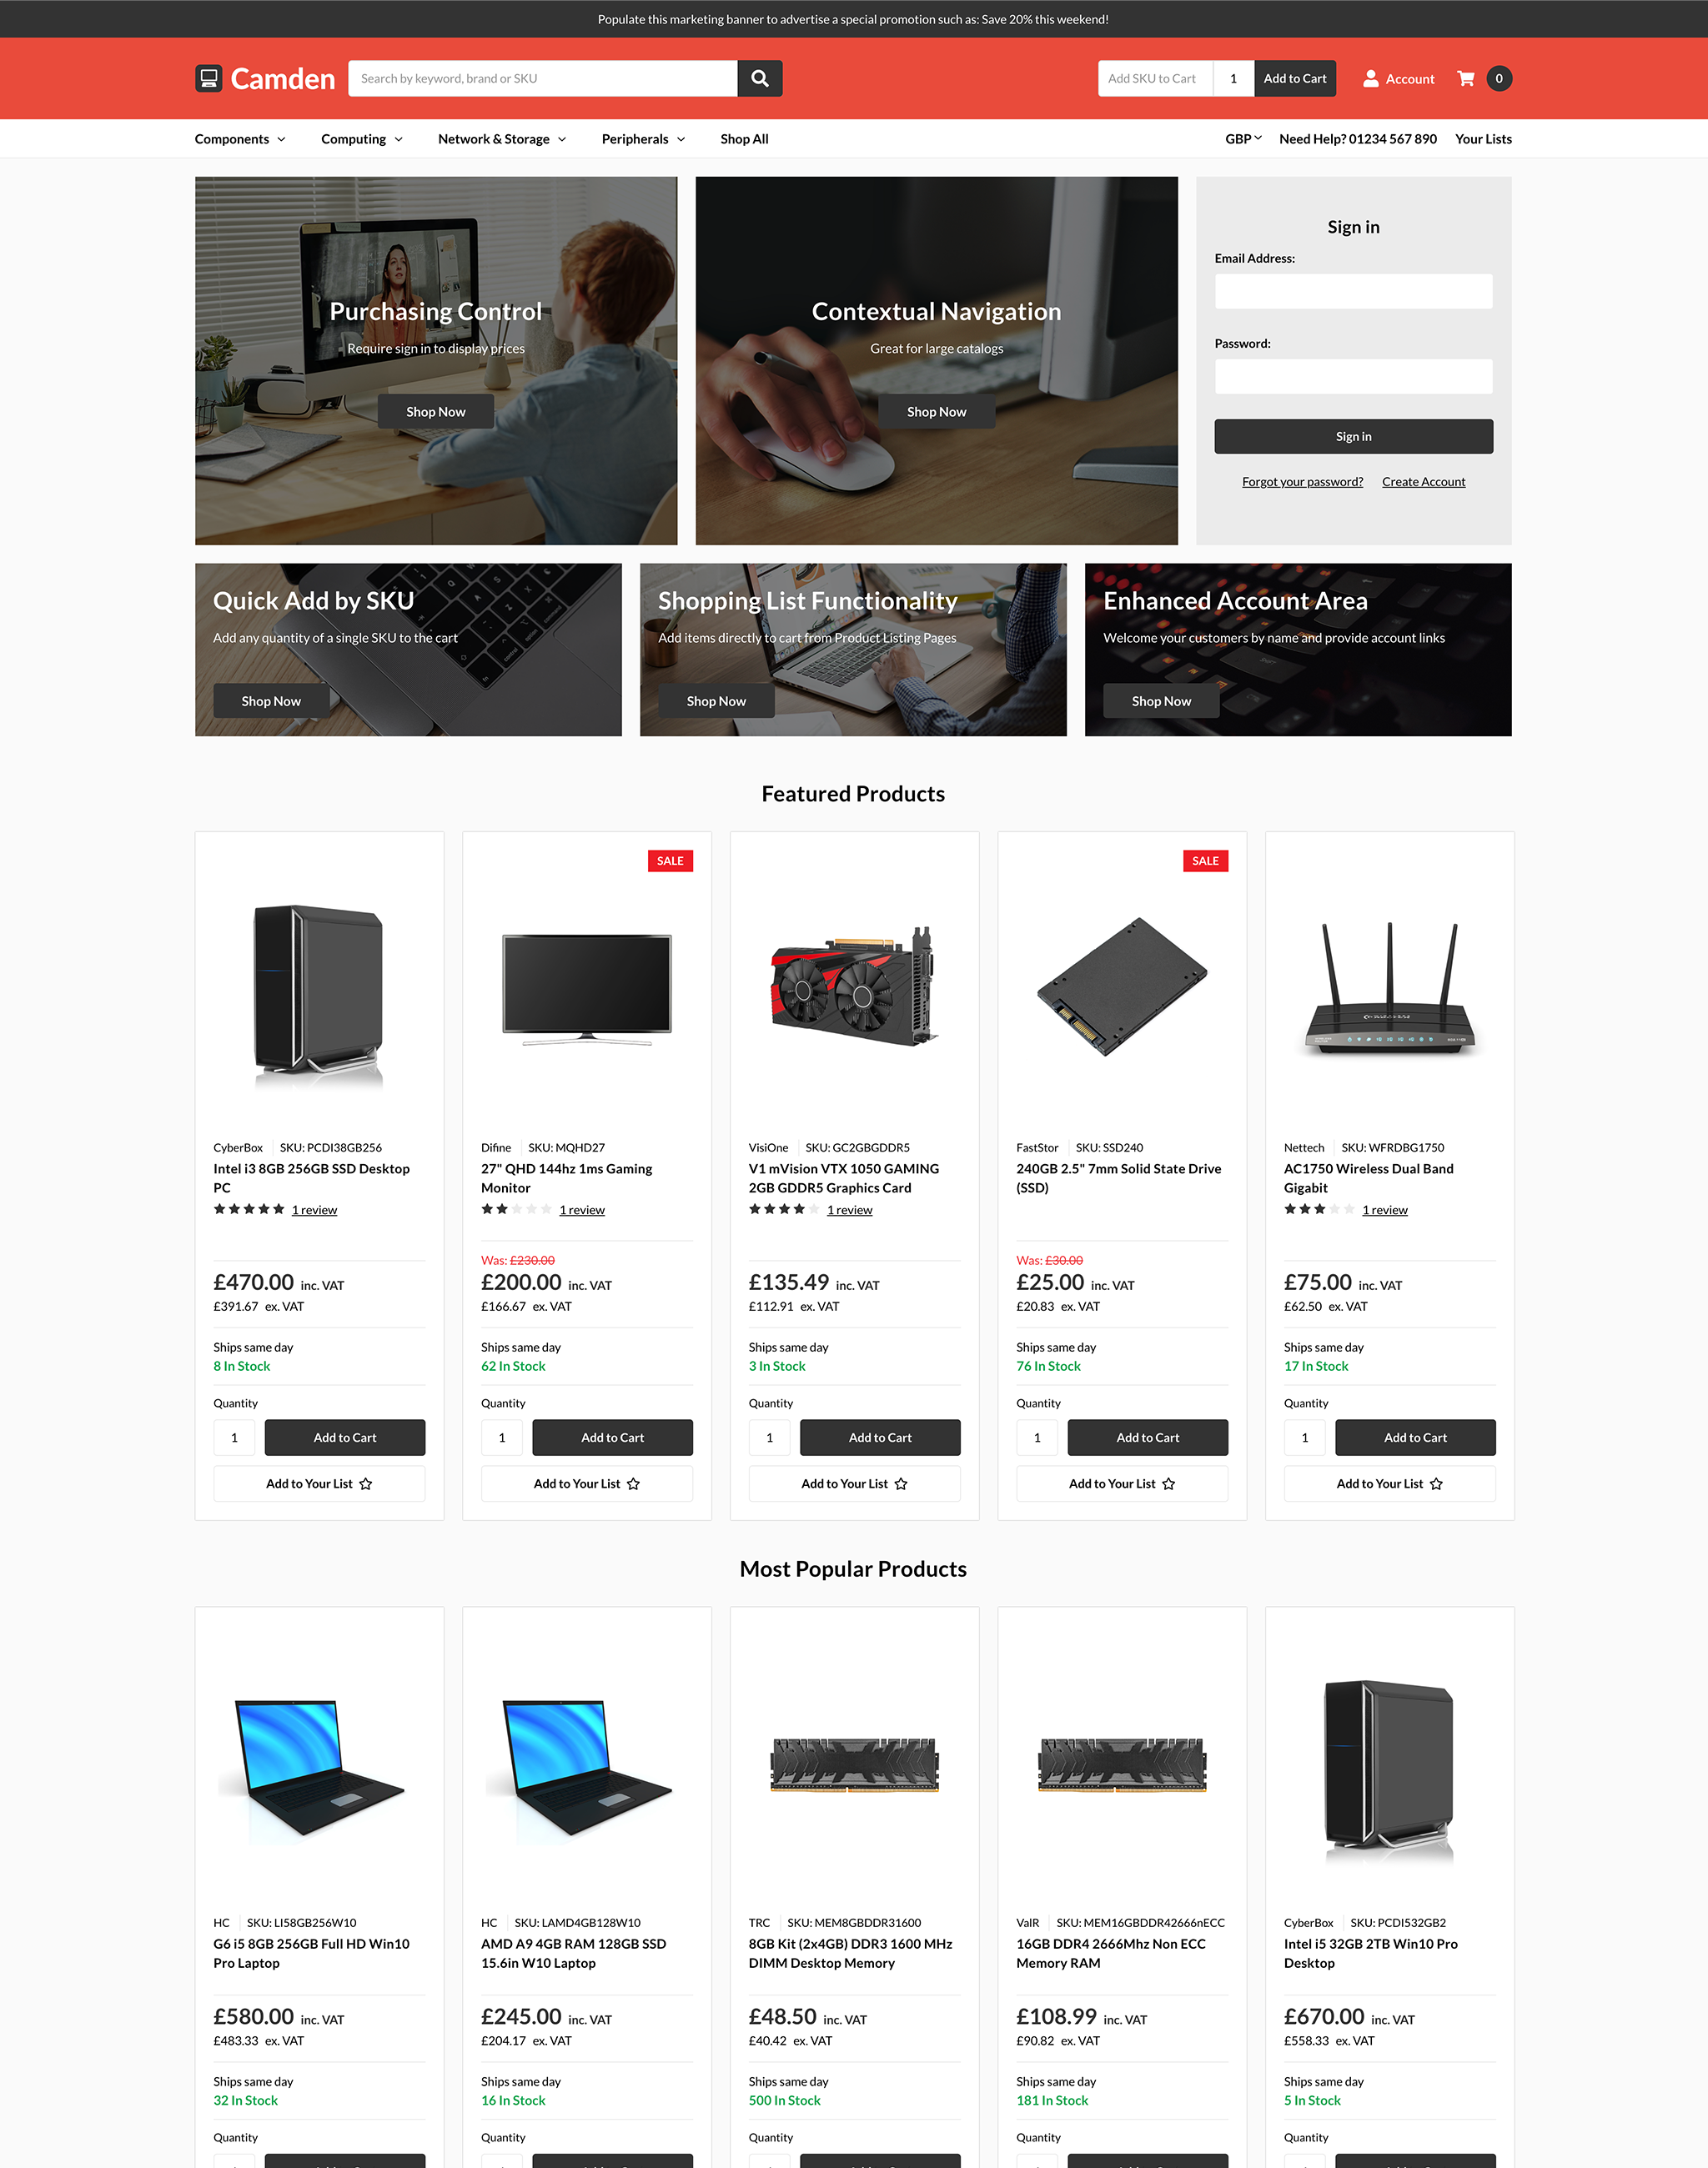 Populate this marketing banner to advertise a special promotion such as: Save 20% this weekend!
Camden
Search by keyword, brand or SKU
Add SKU to Cart 1 Add to Cart
Account 0
Components Computing Network & Storage Peripherals Shop All
GBP Need Help? 01234 567 890 Your Lists
Purchasing Control
Require sign in to display prices
Shop Now
Contextual Navigation
Great for large catalogs
Shop Now
Sign in
Email Address:
Password:
Sign in
Forgot your password? Create Account
Quick Add by SKU
Add any quantity of a single SKU to the cart
Shop Now
Shopping List Functionality
Add items directly to cart from Product Listing Pages
Shop Now
Enhanced Account Area
Welcome your customers by name and provide account links
Shop Now
Featured Products
CyberBox SKU: PCDI38GB256
Intel i3 8GB 256GB SSD Desktop
PC
1 review
£470.00 inc. VAT
£391.67 ex. VAT
Ships same day
8 In Stock
Quantity
1 Add to Cart
Add to Your List
SALE
Difine SKU: MQHD27
27" QHD 144hz 1ms Gaming
Monitor
1 review
Was: £230.00
£200.00 inc. VAT
£166.67 ex. VAT
Ships same day
62 In Stock
Quantity
1 Add to Cart
Add to Your List
VisiOne SKU: GC2GBGDDR5
V1 mVision VTX 1050 GAMING
2GB GDDR5 Graphics Card
1 review
£135.49 inc. VAT
£112.91 ex. VAT
Ships same day
3 In Stock
Quantity
1 Add to Cart
Add to Your List
SALE
FastStor SKU: SSD240
240GB 2.5" 7mm Solid State Drive
(SSD)
Was: £30.00
£25.00 inc. VAT
£20.83 ex. VAT
Ships same day
76 In Stock
Quantity
1 Add to Cart
Add to Your List
Nettech SKU: WFRDBG1750
AC1750 Wireless Dual Band
Gigabit
1 review
£75.00 inc. VAT
£62.50 ex. VAT
Ships same day
17 In Stock
Quantity
1 Add to Cart
Add to Your List
Most Popular Products
HC SKU: LI58GB256W10
G6 i5 8GB 256GB Full HD Win10
Pro Laptop
£580.00 inc. VAT
£483.33 ex. VAT
Ships same day
32 In Stock
Quantity
HC SKU: LAMD4GB128W10
AMD A9 4GB RAM 128GB SSD
15.6in W10 Laptop
£245.00 inc. VAT
£204.17 ex. VAT
Ships same day
16 In Stock
Quantity
TRC SKU: MEM8GBDDR31600
8GB Kit (2x4GB) DDR3 1600 MHz
DIMM Desktop Memory
£48.50 inc. VAT
£40.42 ex. VAT
Ships same day
500 In Stock
Quantity
ValR SKU: MEM16GBDDR42666nECC
16GB DDR4 2666Mhz Non ECC
Memory RAM
£108.99 inc. VAT
£90.82 ex. VAT
Ships same day
181 In Stock
Quantity
CyberBox SKU: PCDI532GB2
Intel i5 32GB 2TB Win10 Pro
Desktop
£670.00 inc. VAT
£558.33 ex. VAT
Ships same day
5 In Stock
Quantity